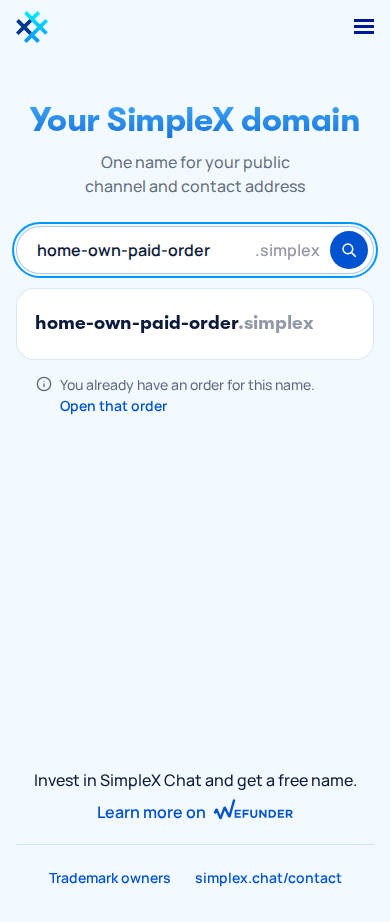 Your SimpleX domain
One name for your public
channel and contact address
home-own-paid-order .simplex
home-own-paid-order.simplex
You already have an order for this name.
Open that order
Invest in SimpleX Chat and get a free name.
Learn more on WEFUNDER
Trademark owners simplex.chat/contact